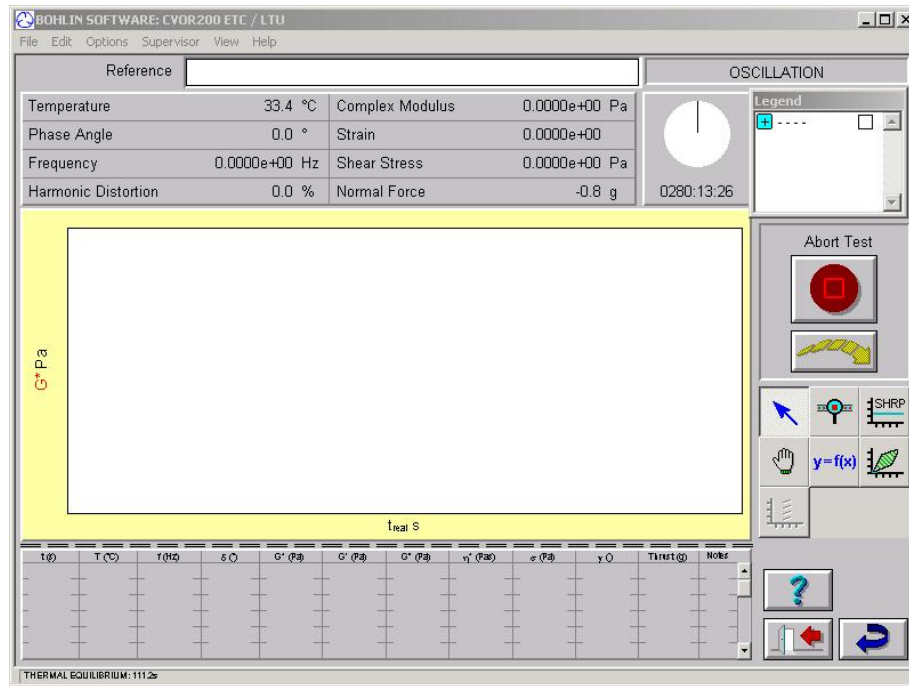 BOHLIN SOFTWARE: CVOR200 ETC / LTU
File Edit Options Supervisor View Help
Reference
OSCILLATION
Temperature 33.4 °C Complex Modulus 0.0000e+00 Pa
Phase Angle 0.0 ° Strain 0.0000e+00
Frequency 0.0000e+00 Hz Shear Stress 0.0000e+00 Pa
Harmonic Distortion 0.0 % Normal Force -0.8 g
0280:13:26
Legend
----
Abort Test
G* Pa
SHRP
y=f(x)
t real s
t(s) T (°C) f(Hz) δ () G* (Pa) G' (Pa) G" (Pa) η' (Pas) σ (Pa) γ () Thrust(g) Notes
?
THERMAL EQUILIBRIUM: 111.2s